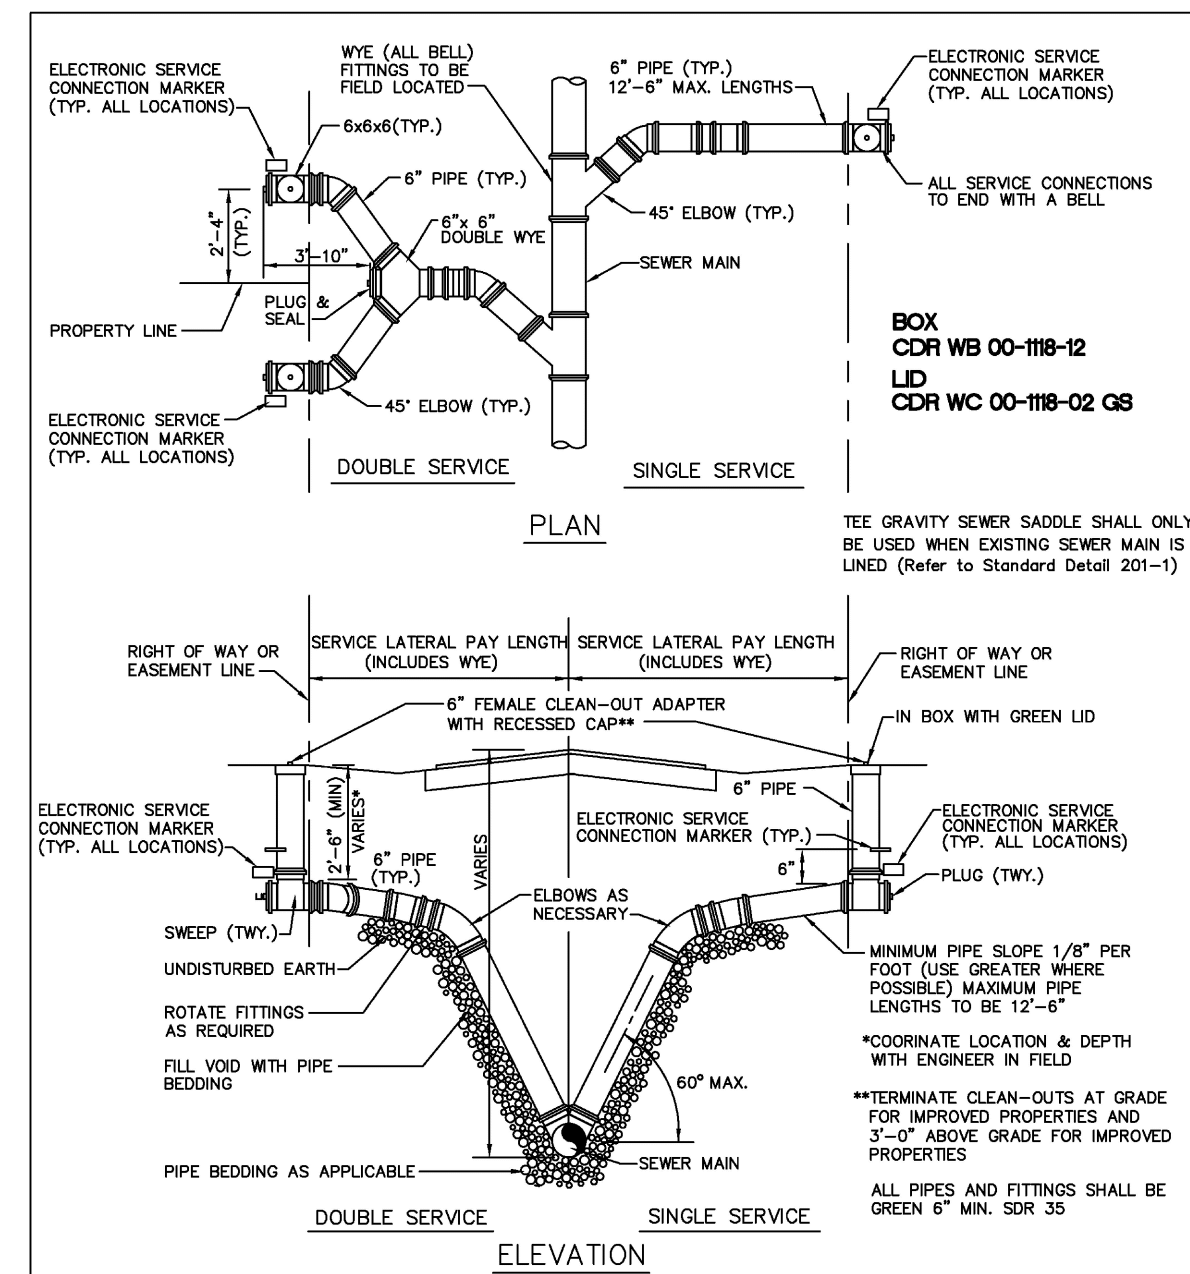 WYE (ALL BELL)
FITTINGS TO BE
FIELD LOCATED
6" PIPE (TYP.)
12'-6" MAX. LENGTHS
ELECTRONIC SERVICE
CONNECTION MARKER
(TYP. ALL LOCATIONS)
ELECTRONIC SERVICE
CONNECTION MARKER
(TYP. ALL LOCATIONS)
6x6x6(TYP.)
6" PIPE (TYP.)
ALL SERVICE CONNECTIONS
TO END WITH A BELL
45° ELBOW (TYP.)
2'-4"
(TYP.)
6"x 6"
DOUBLE WYE
3'-10"
SEWER MAIN
PLUG &
SEAL
PROPERTY LINE
BOX
CDR WB 00-1118-12
LID
CDR WC 00-1118-02 GS
45° ELBOW (TYP.)
ELECTRONIC SERVICE
CONNECTION MARKER
(TYP. ALL LOCATIONS)
DOUBLE SERVICE
SINGLE SERVICE
PLAN
TEE GRAVITY SEWER SADDLE SHALL ONLY
BE USED WHEN EXISTING SEWER MAIN IS
LINED (Refer to Standard Detail 201-1)
RIGHT OF WAY OR
EASEMENT LINE
SERVICE LATERAL PAY LENGTH
(INCLUDES WYE)
SERVICE LATERAL PAY LENGTH
(INCLUDES WYE)
RIGHT OF WAY OR
EASEMENT LINE
6" FEMALE CLEAN-OUT ADAPTER
WITH RECESSED CAP**
IN BOX WITH GREEN LID
2'-6" (MIN)
VARIES*
VARIES
6" PIPE
ELECTRONIC SERVICE
CONNECTION MARKER
(TYP. ALL LOCATIONS)
ELECTRONIC SERVICE
CONNECTION MARKER (TYP.)
ELECTRONIC SERVICE
CONNECTION MARKER
(TYP. ALL LOCATIONS)
6" PIPE
(TYP.)
6"
PLUG (TWY.)
ELBOWS AS
NECESSARY
SWEEP (TWY.)
UNDISTURBED EARTH
ROTATE FITTINGS
AS REQUIRED
FILL VOID WITH PIPE
BEDDING
MINIMUM PIPE SLOPE 1/8" PER
FOOT (USE GREATER WHERE
POSSIBLE) MAXIMUM PIPE
LENGTHS TO BE 12'-6"
*COORINATE LOCATION & DEPTH
WITH ENGINEER IN FIELD
60° MAX.
**TERMINATE CLEAN-OUTS AT GRADE
FOR IMPROVED PROPERTIES AND
3'-0" ABOVE GRADE FOR IMPROVED
PROPERTIES
PIPE BEDDING AS APPLICABLE
SEWER MAIN
ALL PIPES AND FITTINGS SHALL BE
GREEN 6" MIN. SDR 35
DOUBLE SERVICE
SINGLE SERVICE
ELEVATION